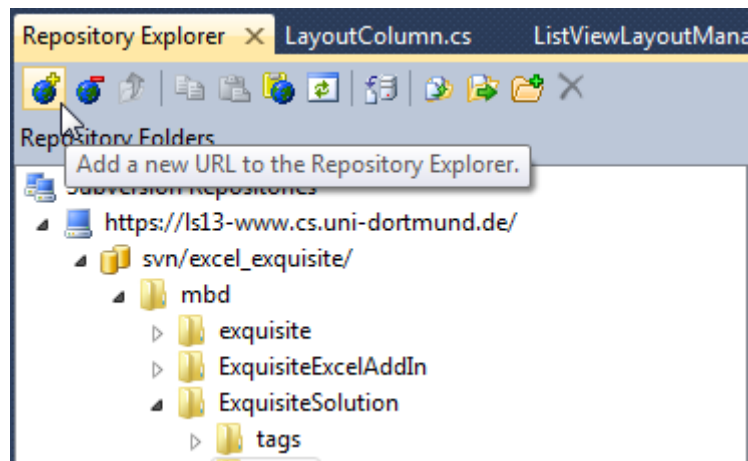 Repository Explorer LayoutColumn.cs ListViewLayoutMana
Repository Folders
Add a new URL to the Repository Explorer.
Subversion Repositories
https://ls13-www.cs.uni-dortmund.de/
svn/excel_exquisite/
mbd
exquisite
ExquisiteExcelAddIn
ExquisiteSolution
tags